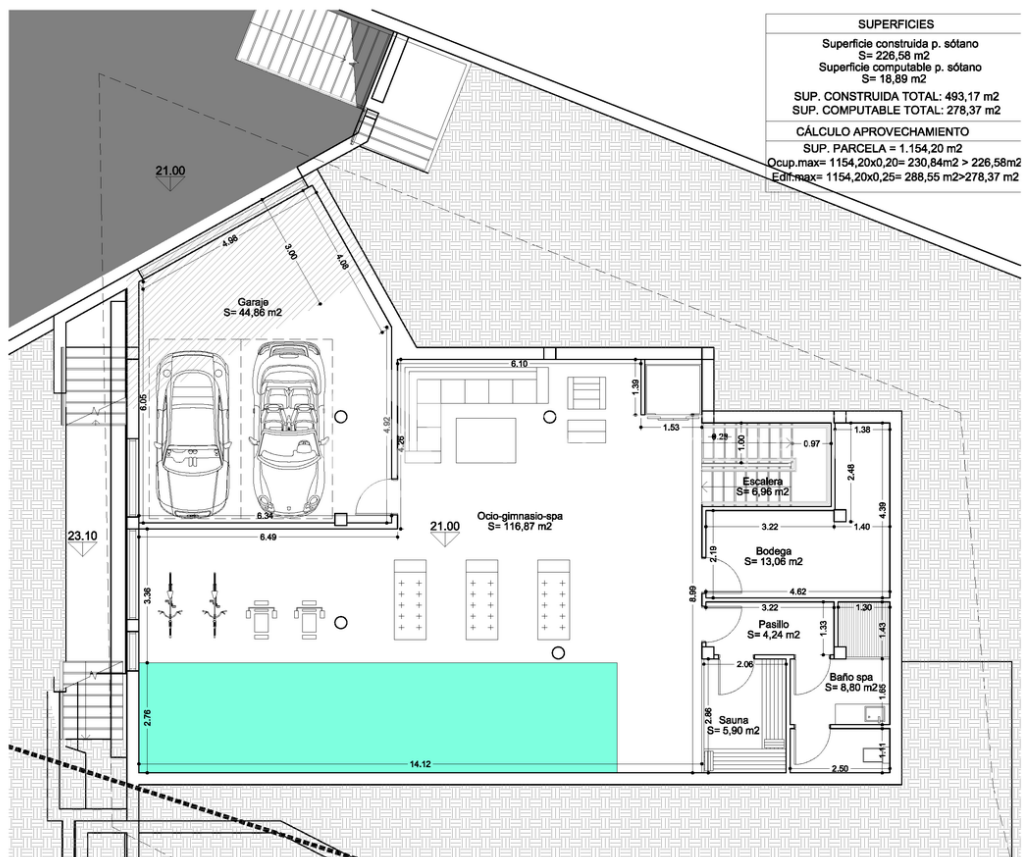 SUPERFICIES
Superficie construida p. sótano
S= 226,58 m2
Superficie computable p. sótano
S= 18,89 m2
SUP. CONSTRUIDA TOTAL: 493,17 m2
SUP. COMPUTABLE TOTAL: 278,37 m2
CÁLCULO APROVECHAMIENTO
SUP. PARCELA = 1.154,20 m2
Ocup.max= 1154,20x0,20= 230,84m2 > 226,58m2
Edif.max= 1154,20x0,25= 288,55 m2>278,37 m2
21.00
4.98
3.00
4.08
Garaje
S= 44,86 m2
6.05
4.92
4.26
6.34
6.10
1.39
1.53
0.28
1.00
0.97
1.38
2.48
4.39
Escalera
S= 6,96 m2
Ocio-gimnasio-spa
S= 116,87 m2
21.00
23.10
6.49
3.36
8.99
3.22
1.40
2.19
Bodega
S= 13,06 m2
4.62
3.22
1.30
Pasillo
S= 4,24 m2
1.33
1.43
2.06
Baño spa
S= 8,80 m2
1.85
2.86
Sauna
S= 5,90 m2
2.76
14.12
1.11
2.50